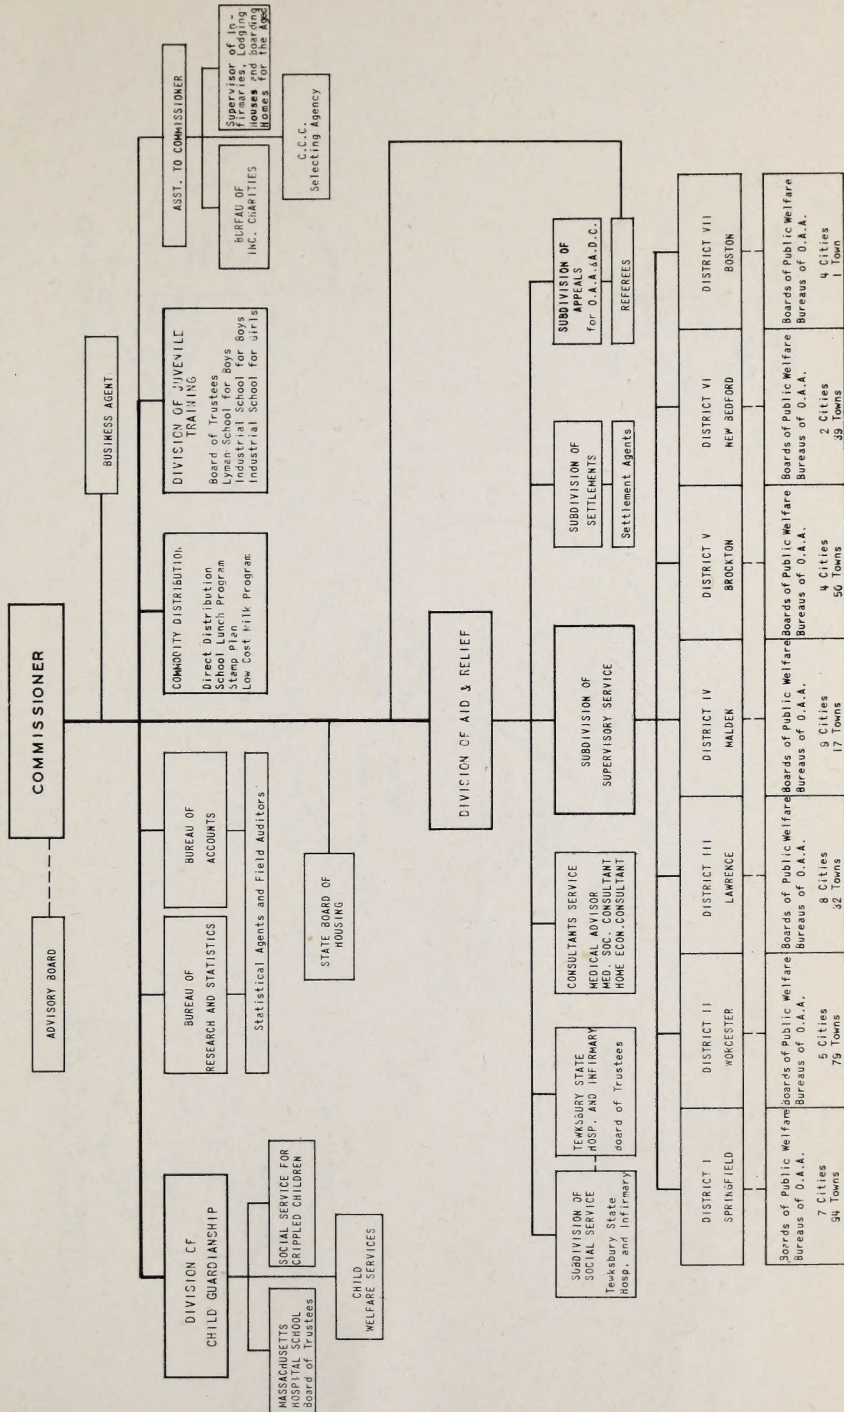 COMMISSIONER
ADVISORY BOARD
BUSINESS AGENT
DIVISION OF
CHILD GUARDIANSHIP
MASSACHUSETTS
HOSPITAL SCHOOL
Board of Trustees
SOCIAL SERVICE FOR
CRIPPLED CHILDREN
CHILD
WELFARE SERVICES
BUREAU OF
RESEARCH AND STATISTICS
BUREAU OF
ACCOUNTS
Statistical Agents and Field Auditors
COMMODITY DISTRIBUTION
Direct Distribution
School Lunch Program
Stamp Plan
Low Cost Milk Program
DIVISION OF JUVENILE
TRAINING
Board of Trustees
Lyman School for Boys
Industrial School for Boys
Industrial School for Girls
ASST. TO COMMISSIONER
BUREAU OF
INC. CHARITIES
Supervisor of In-
firmaries, Lodging
Houses and boarding
Homes for the Aged
C.C.C.
Selecting Agency
STATE BOARD OF
HOUSING
DIVISION OF AID & RELIEF
SUBDIVISION OF
SOCIAL SERVICE
Tewksbury State
Hosp. and Infirmary
TEWKSBURY STATE
HOSP. AND INFIRMARY
Board of Trustees
CONSULTANTS SERVICE
MEDICAL ADVISOR
MED. SOC. CONSULTANT
HOME ECON. CONSULTANT
SUBDIVISION OF
SUPERVISORY SERVICE
SUBDIVISION OF
SETTLEMENTS
Settlement Agents
SUBDIVISION OF
APPEALS
for O.A.A.&A.D.C.
REFEREES
DISTRICT I
SPRINGFIELD
Boards of Public Welfare
Bureaus of O.A.A.
7 Cities
94 Towns
DISTRICT II
WORCESTER
Boards of Public Welfare
Bureaus of O.A.A.
5 Cities
79 Towns
DISTRICT III
LAWRENCE
Boards of Public Welfare
Bureaus of O.A.A.
8 Cities
32 Towns
DISTRICT IV
MALDEN
Boards of Public Welfare
Bureaus of O.A.A.
9 Cities
17 Towns
DISTRICT V
BROCKTON
Boards of Public Welfare
Bureaus of O.A.A.
4 Cities
50 Towns
DISTRICT VI
NEW BEDFORD
Boards of Public Welfare
Bureaus of O.A.A.
2 Cities
39 Towns
DISTRICT VII
BOSTON
Boards of Public Welfare
Bureaus of O.A.A.
4 Cities
1 Town